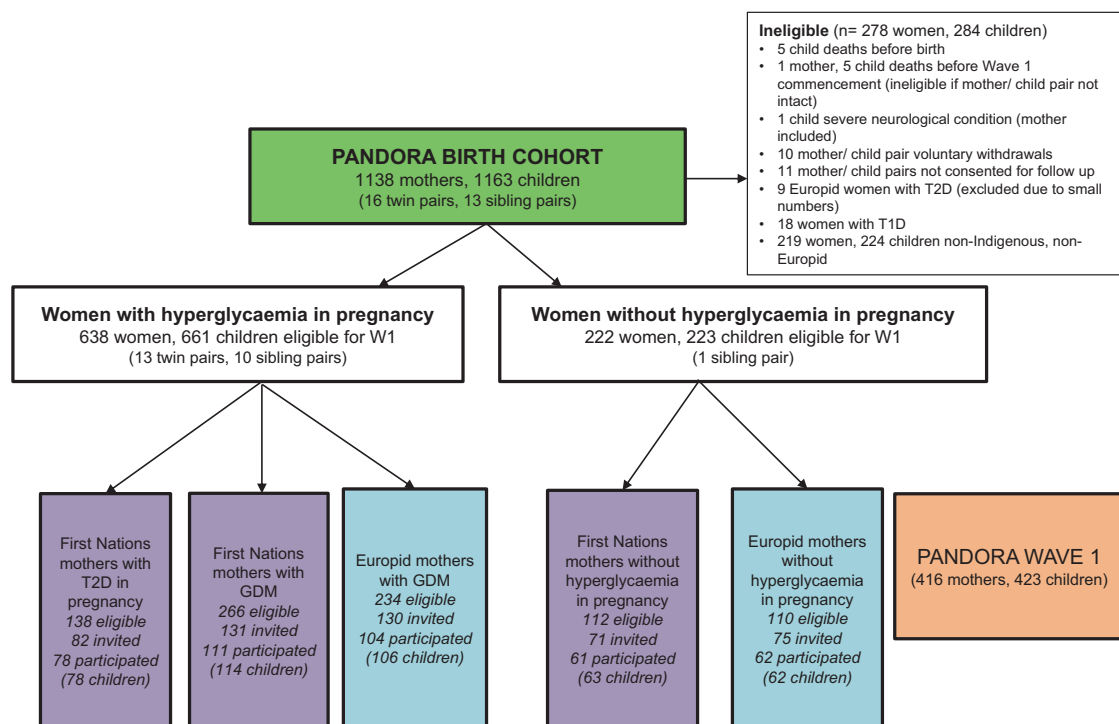 Ineligible (n= 278 women, 284 children)
• 5 child deaths before birth
• 1 mother, 5 child deaths before Wave 1
commencement (ineligible if mother/ child pair not
intact)
• 1 child severe neurological condition (mother
included)
• 10 mother/ child pair voluntary withdrawals
• 11 mother/ child pairs not consented for follow up
• 9 Europid women with T2D (excluded due to small
numbers)
• 18 women with T1D
• 219 women, 224 children non-Indigenous, non-
Europid
PANDORA BIRTH COHORT
1138 mothers, 1163 children
(16 twin pairs, 13 sibling pairs)
Women with hyperglycaemia in pregnancy
638 women, 661 children eligible for W1
(13 twin pairs, 10 sibling pairs)
Women without hyperglycaemia in pregnancy
222 women, 223 children eligible for W1
(1 sibling pair)
First Nations
mothers with
T2D in
pregnancy
138 eligible
82 invited
78 participated
(78 children)
First Nations
mothers with
GDM
266 eligible
131 invited
111 participated
(114 children)
Europid mothers
with GDM
234 eligible
130 invited
104 participated
(106 children)
First Nations
mothers without
hyperglycaemia
in pregnancy
112 eligible
71 invited
61 participated
(63 children)
Europid mothers
without
hyperglycaemia
in pregnancy
110 eligible
75 invited
62 participated
(62 children)
PANDORA WAVE 1
(416 mothers, 423 children)